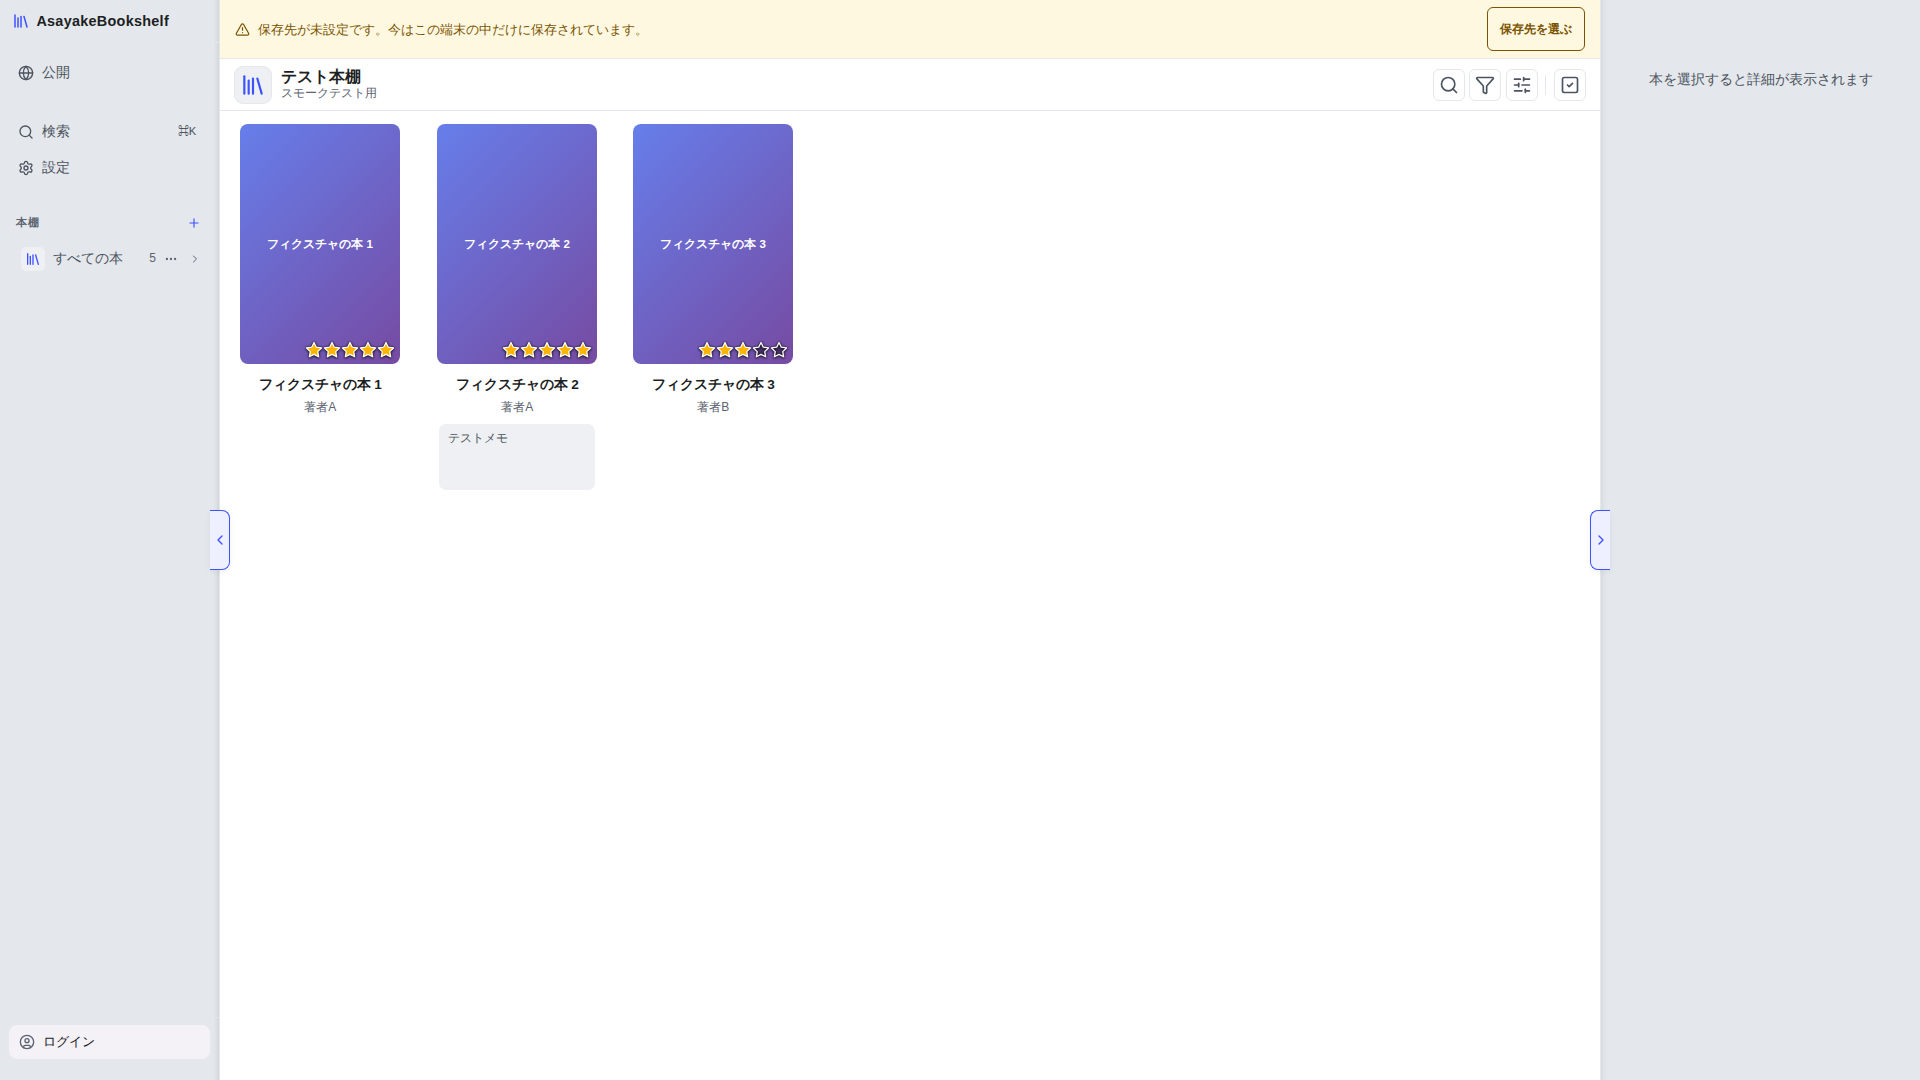 AsayakeBookshelf
公開
検索 ⌘K
設定
本棚
すべての本 5
ログイン
保存先が未設定です。今はこの端末の中だけに保存されています。
保存先を選ぶ
テスト本棚
スモークテスト用
フィクスチャの本 1
フィクスチャの本 2
フィクスチャの本 3
フィクスチャの本 1
著者A
フィクスチャの本 2
著者A
テストメモ
フィクスチャの本 3
著者B
本を選択すると詳細が表示されます